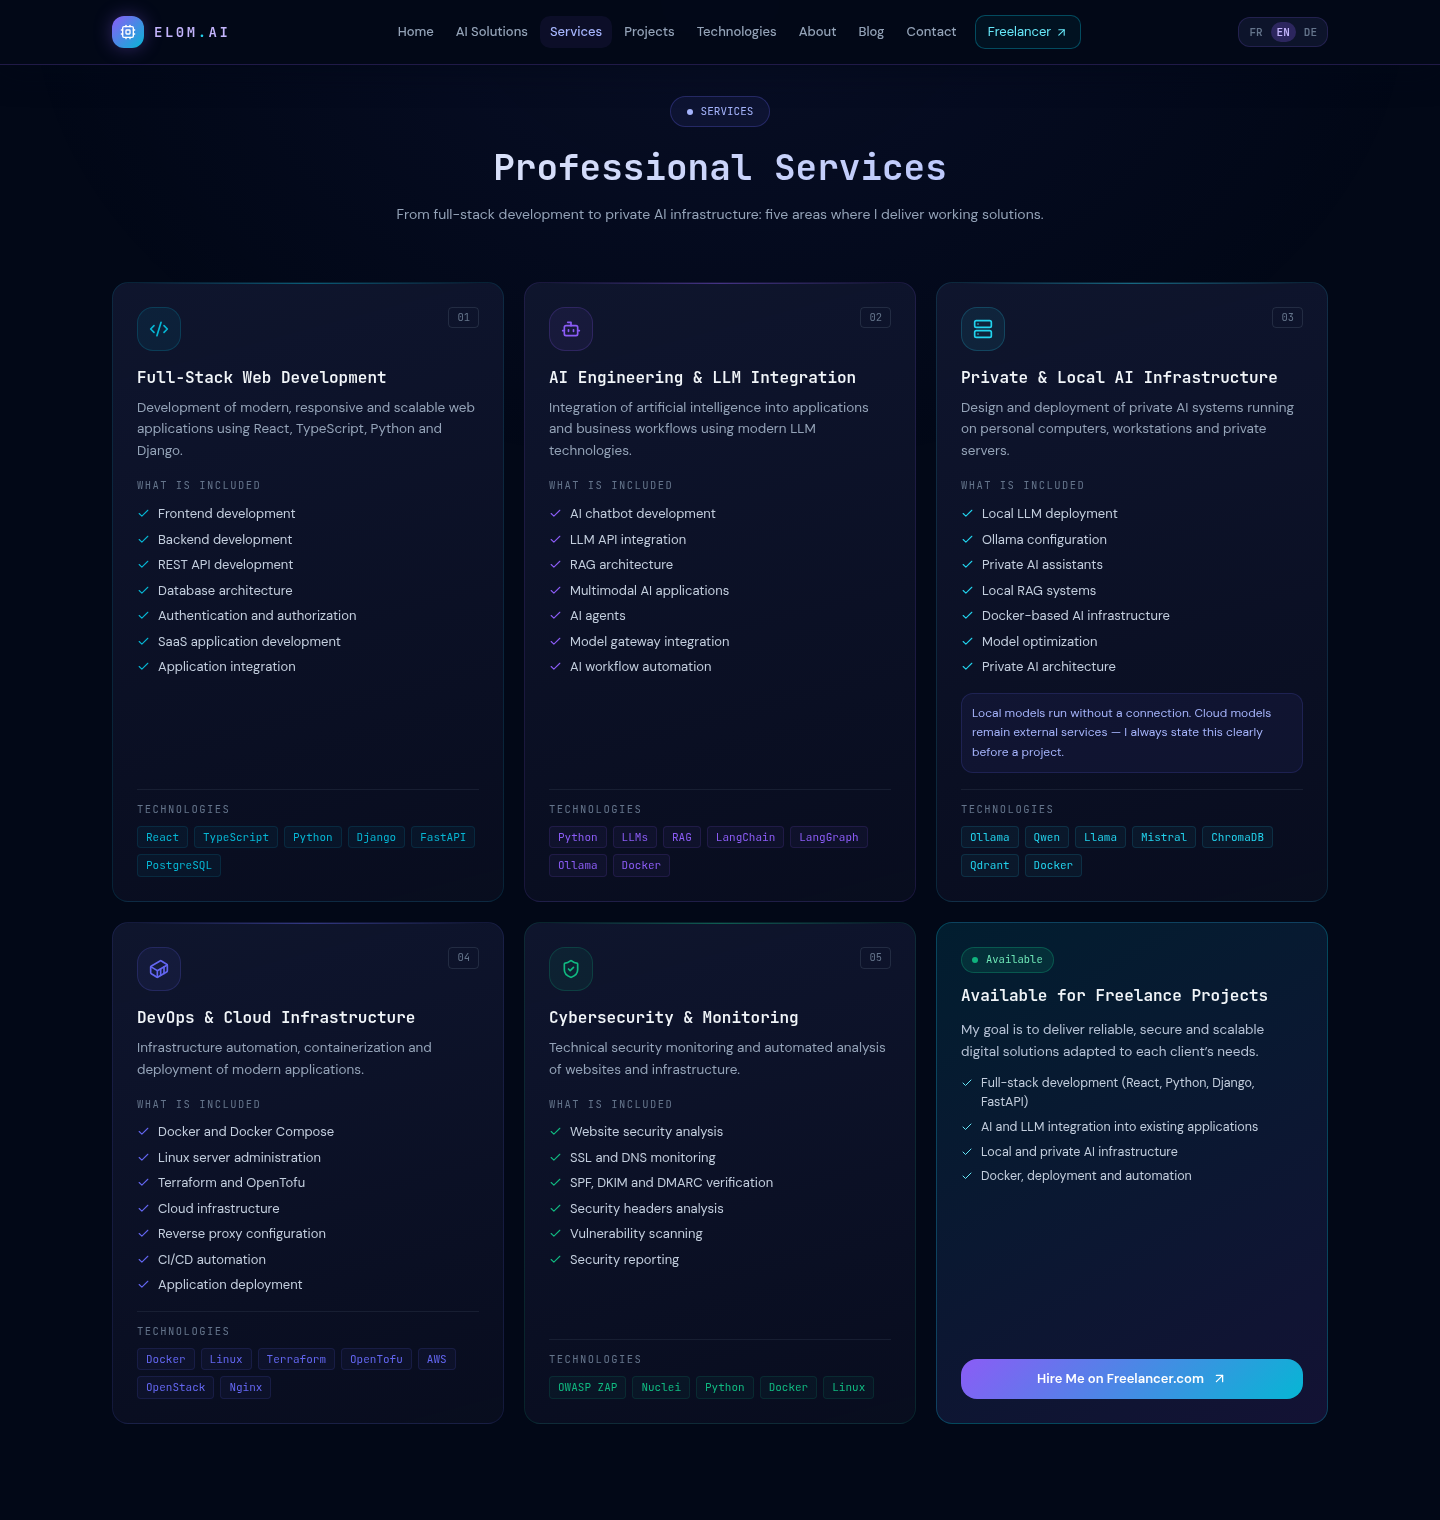 EL0M.AI
Home
AI Solutions
Services
Projects
Technologies
About
Blog
Contact
Freelancer
FR
EN
DE
SERVICES
Professional Services
From full-stack development to private AI infrastructure: five areas where I deliver working solutions.
01
Full-Stack Web Development
Development of modern, responsive and scalable web
applications using React, TypeScript, Python and
Django.
WHAT IS INCLUDED
Frontend development
Backend development
REST API development
Database architecture
Authentication and authorization
SaaS application development
Application integration
TECHNOLOGIES
React TypeScript Python Django FastAPI
PostgreSQL
02
AI Engineering & LLM Integration
Integration of artificial intelligence into applications
and business workflows using modern LLM
technologies.
WHAT IS INCLUDED
AI chatbot development
LLM API integration
RAG architecture
Multimodal AI applications
AI agents
Model gateway integration
AI workflow automation
TECHNOLOGIES
Python LLMs RAG LangChain LangGraph
Ollama Docker
03
Private & Local AI Infrastructure
Design and deployment of private AI systems running
on personal computers, workstations and private
servers.
WHAT IS INCLUDED
Local LLM deployment
Ollama configuration
Private AI assistants
Local RAG systems
Docker-based AI infrastructure
Model optimization
Private AI architecture
Local models run without a connection. Cloud models
remain external services — I always state this clearly
before a project.
TECHNOLOGIES
Ollama Qwen Llama Mistral ChromaDB
Qdrant Docker
04
DevOps & Cloud Infrastructure
Infrastructure automation, containerization and
deployment of modern applications.
WHAT IS INCLUDED
Docker and Docker Compose
Linux server administration
Terraform and OpenTofu
Cloud infrastructure
Reverse proxy configuration
CI/CD automation
Application deployment
TECHNOLOGIES
Docker Linux Terraform OpenTofu AWS
OpenStack Nginx
05
Cybersecurity & Monitoring
Technical security monitoring and automated analysis
of websites and infrastructure.
WHAT IS INCLUDED
Website security analysis
SSL and DNS monitoring
SPF, DKIM and DMARC verification
Security headers analysis
Vulnerability scanning
Security reporting
TECHNOLOGIES
OWASP ZAP Nuclei Python Docker Linux
Available
Available for Freelance Projects
My goal is to deliver reliable, secure and scalable
digital solutions adapted to each client's needs.
Full-stack development (React, Python, Django,
FastAPI)
AI and LLM integration into existing applications
Local and private AI infrastructure
Docker, deployment and automation
Hire Me on Freelancer.com